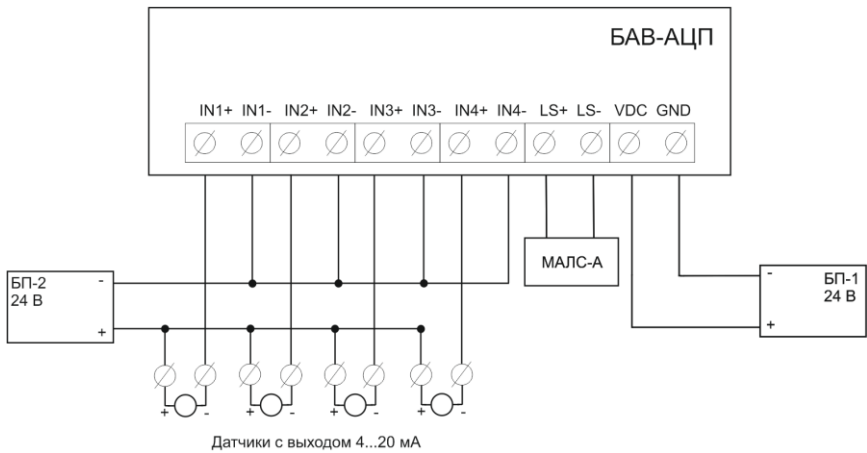 БАВ-АЦП
IN1+ IN1- IN2+ IN2- IN3+ IN3- IN4+ IN4- LS+ LS- VDC GND
МАЛС-А
БП-2 -
24 В
+
- БП-1
24 В
+
+ - + - + - + -
Датчики с выходом 4...20 мА